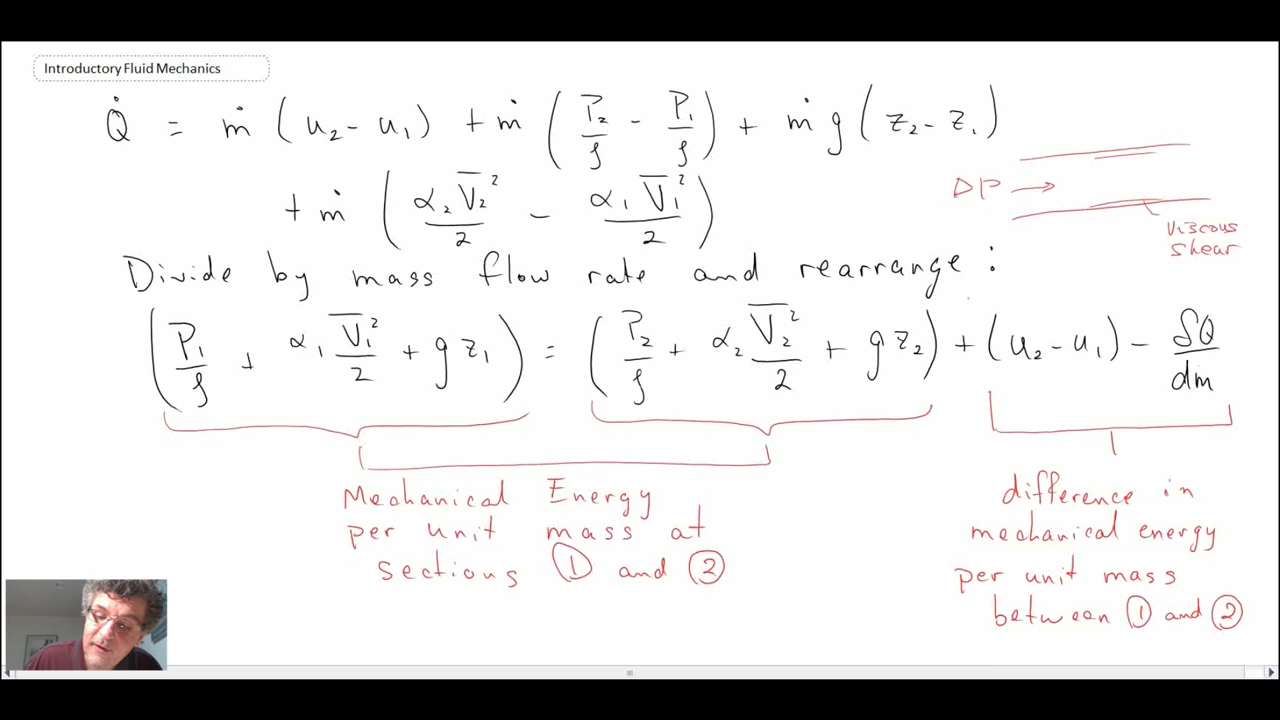 Introductory Fluid Mechanics
Q̇ = ṁ (u₂ - u₁) + ṁ (P₂/ρ - P₁/ρ) + ṁ g (z₂ - z₁)
+ ṁ (α₂ V̅₂²/2 - α₁ V̅₁²/2)
ΔP →
Viscous
shear
Divide by mass flow rate and rearrange :
(P₁/ρ + α₁ V̅₁²/2 + g z₁) = (P₂/ρ + α₂ V̅₂²/2 + g z₂) + (u₂ - u₁) - δQ/dm
Mechanical Energy
per unit mass at
sections ① and ②
difference in
mechanical energy
per unit mass
between ① and ②